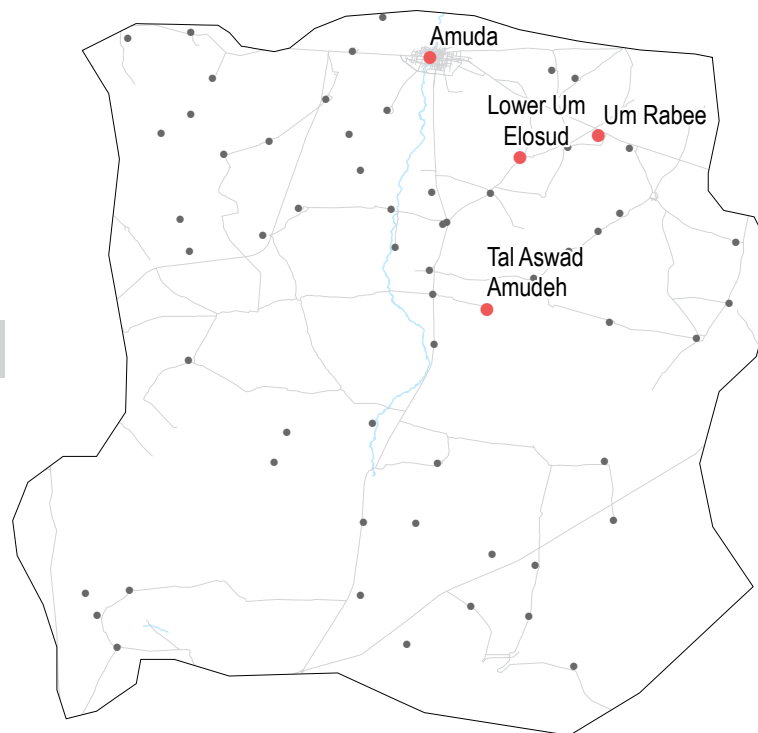 Amuda
Lower Um
Elosud
Um Rabee
Tal Aswad
Amudeh